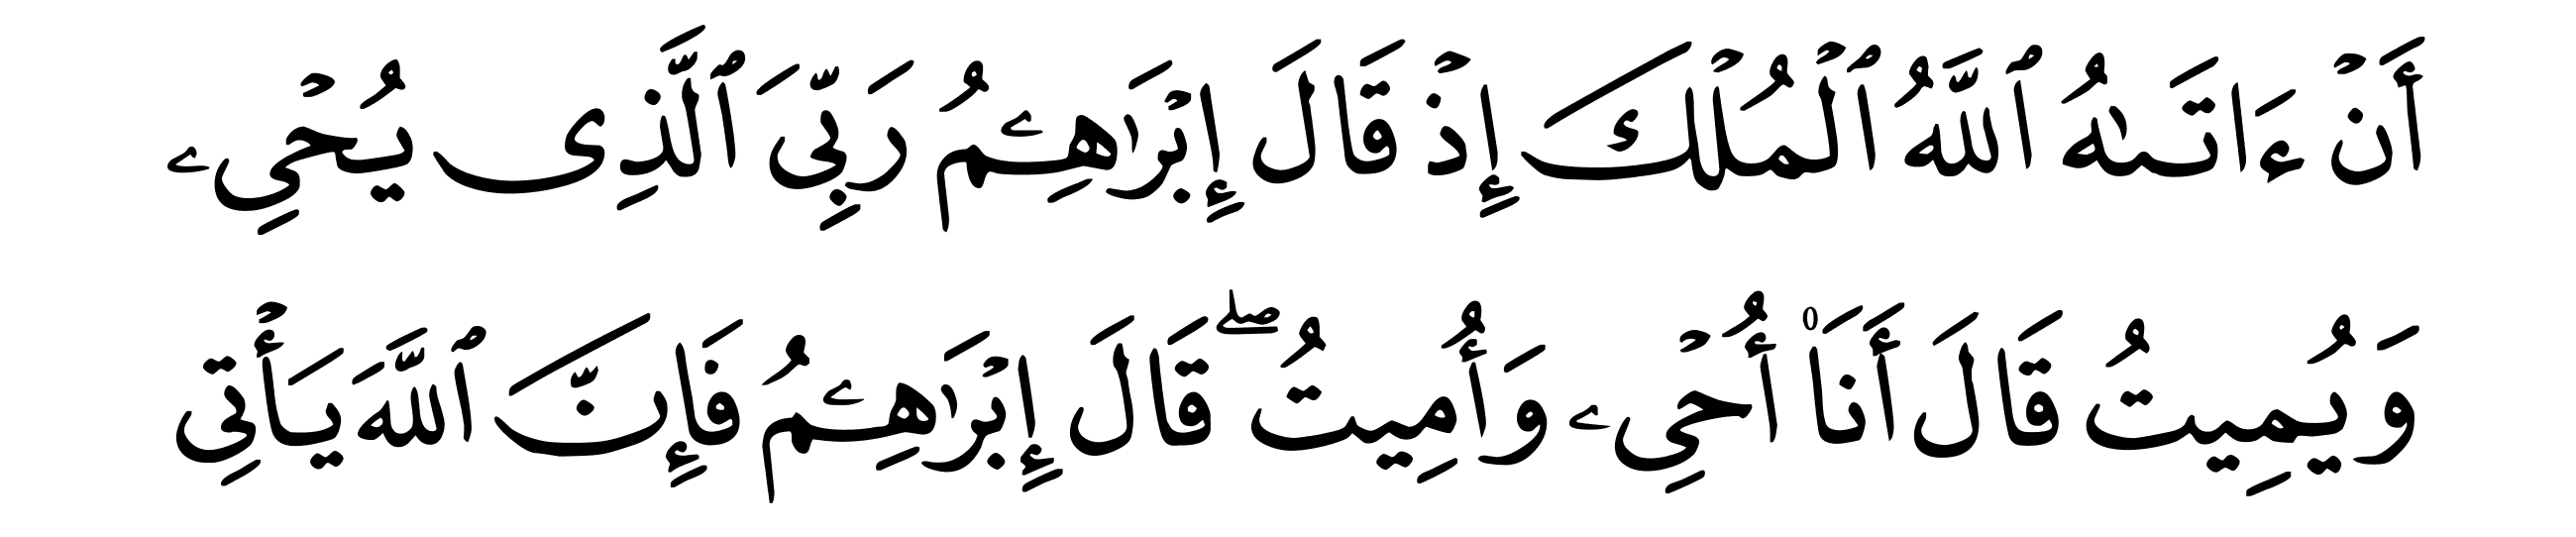 أَنْ ءَاتَىٰهُ ٱللَّهُ ٱلْمُلْكَ إِذْ قَالَ إِبْرَٰهِـۧمُ رَبِّىَ ٱلَّذِى يُحْىِۦ
وَيُمِيتُ قَالَ أَنَا۠ أُحْىِۦ وَأُمِيتُ ۖ قَالَ إِبْرَٰهِـۧمُ فَإِنَّ ٱللَّهَ يَأْتِى